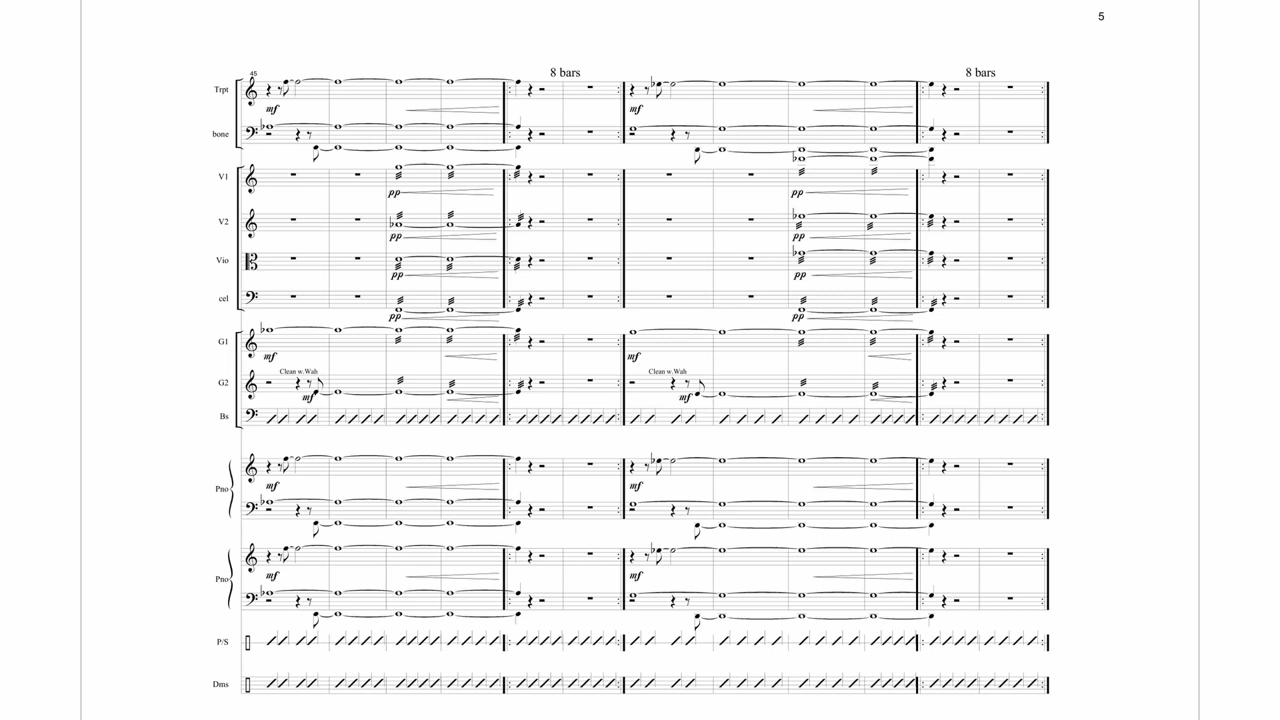 5
45
8 bars
8 bars
Trpt
mf
mf
bone
V1
pp
pp
V2
pp
pp
Vio
pp
pp
cel
pp
pp
G1
mf
mf
Clean w.Wah
Clean w.Wah
G2
mf
mf
Bs
Pno
mf
mf
Pno
mf
mf
P/S
Dms